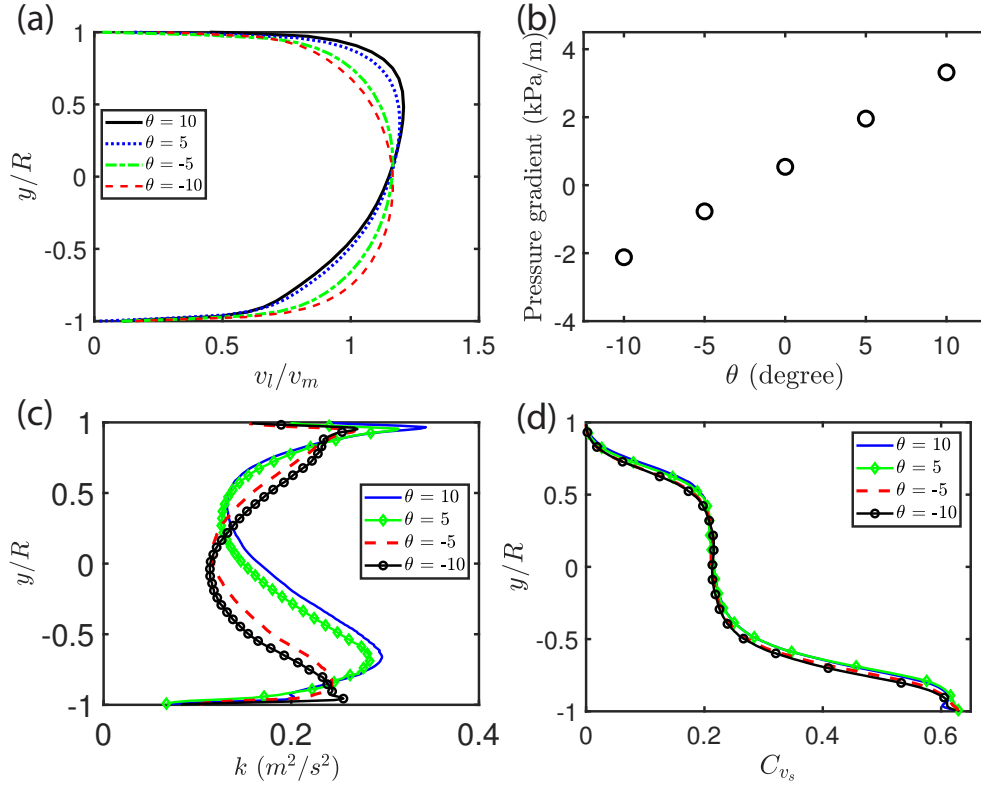 (a)
1
0.5
0
-0.5
-1
y/R
θ = 10
θ = 5
θ = -5
θ = -10
0
0.5
1
1.5
v_l/v_m
(b)
4
2
0
-2
-4
Pressure gradient (kPa/m)
-10
-5
0
5
10
θ (degree)
(c)
1
0.5
0
-0.5
-1
y/R
θ = 10
θ = 5
θ = -5
θ = -10
0
0.2
0.4
k (m²/s²)
(d)
1
0.5
0
-0.5
-1
y/R
θ = 10
θ = 5
θ = -5
θ = -10
0
0.2
0.4
0.6
C_{v_s}